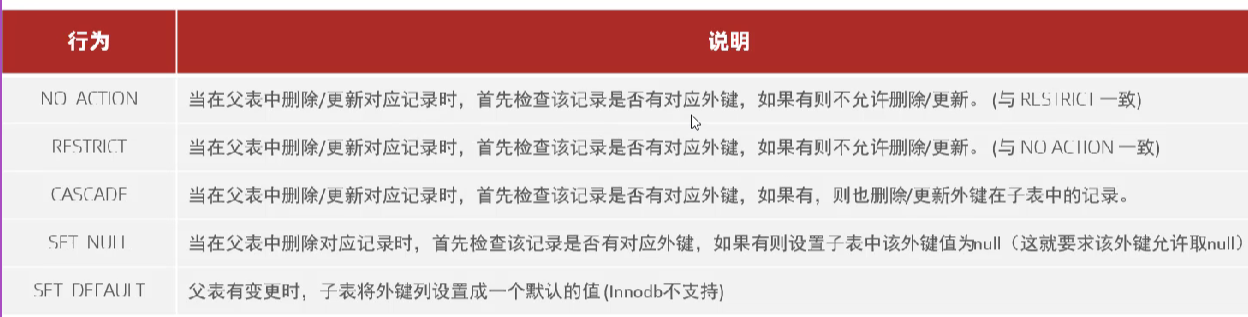 行为 说明
NO ACTION 当在父表中删除/更新对应记录时，首先检查该记录是否有对应外键，如果有则不允许删除/更新。 (与 RESTRICT 一致)
RESTRICT 当在父表中删除/更新对应记录时，首先检查该记录是否有对应外键，如果有则不允许删除/更新。 (与 NO ACTION 一致)
CASCADE 当在父表中删除/更新对应记录时，首先检查该记录是否有对应外键，如果有，则也删除/更新外键在子表中的记录。
SET NULL 当在父表中删除对应记录时，首先检查该记录是否有对应外键，如果有则设置子表中该外键值为null（这就要求该外键允许取null）
SET DEFAULT 父表有变更时，子表将外键列设置成一个默认的值 (Innodb不支持)